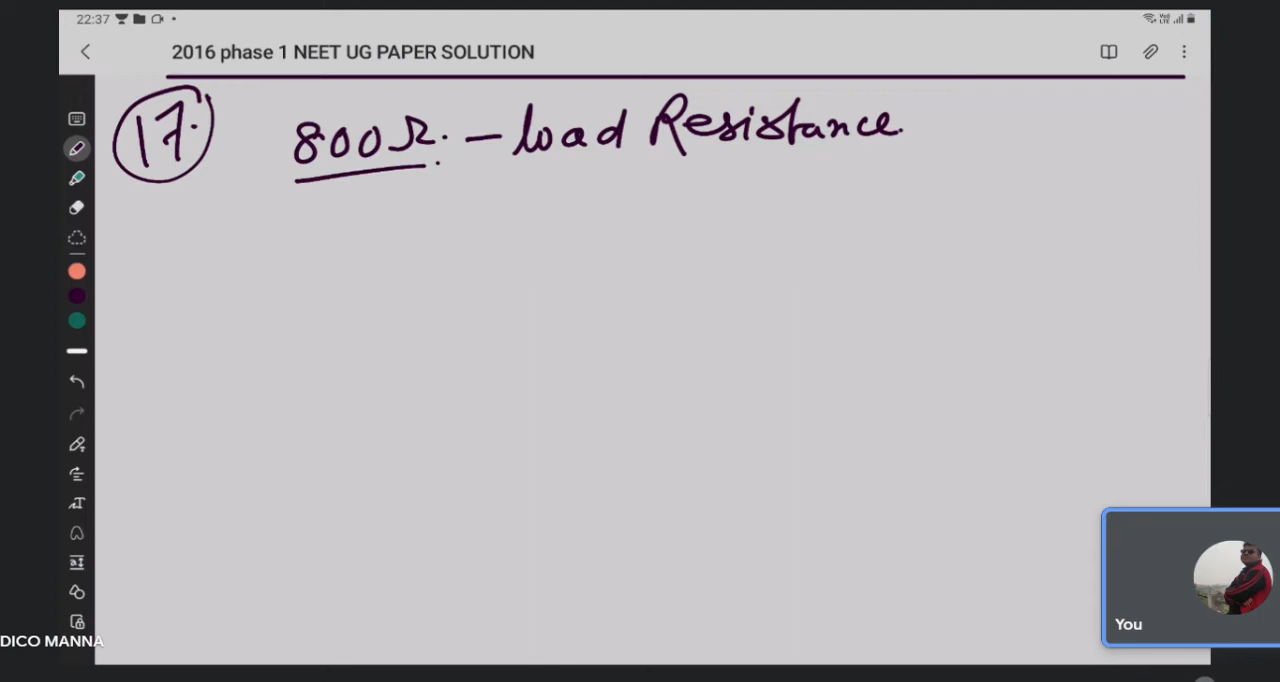 22:37
2016 phase 1 NEET UG PAPER SOLUTION
17. 800Ω. - load Resistance.
You
DICO MANNA